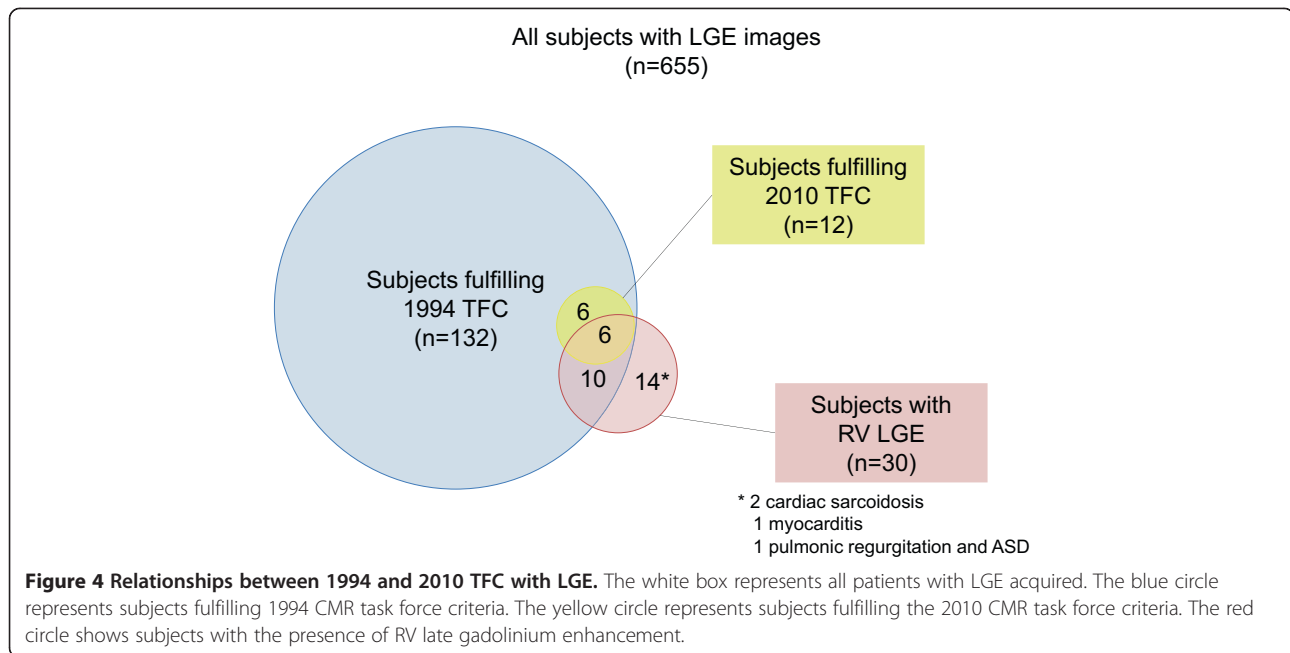 All subjects with LGE images
(n=655)
Subjects fulfilling
2010 TFC
(n=12)
Subjects fulfilling
1994 TFC
(n=132)
6
6
10
14*
Subjects with
RV LGE
(n=30)
* 2 cardiac sarcoidosis
1 myocarditis
1 pulmonic regurgitation and ASD
Figure 4 Relationships between 1994 and 2010 TFC with LGE. The white box represents all patients with LGE acquired. The blue circle
represents subjects fulfilling 1994 CMR task force criteria. The yellow circle represents subjects fulfilling the 2010 CMR task force criteria. The red
circle shows subjects with the presence of RV late gadolinium enhancement.